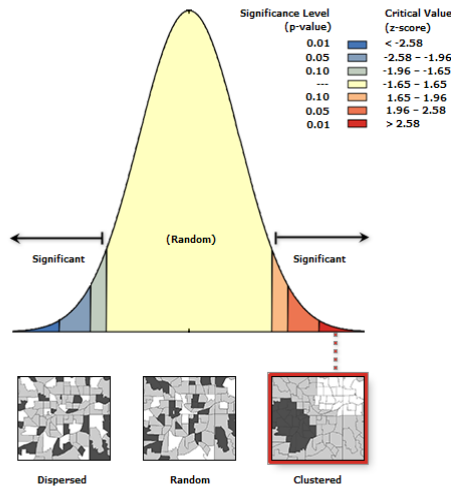 Significance Level Critical Value
(p-value) (z-score)
0.01 < -2.58
0.05 -2.58 – -1.96
0.10 -1.96 – -1.65
--- -1.65 – 1.65
0.10 1.65 – 1.96
0.05 1.96 – 2.58
0.01 > 2.58
(Random)
Significant Significant
Dispersed Random Clustered